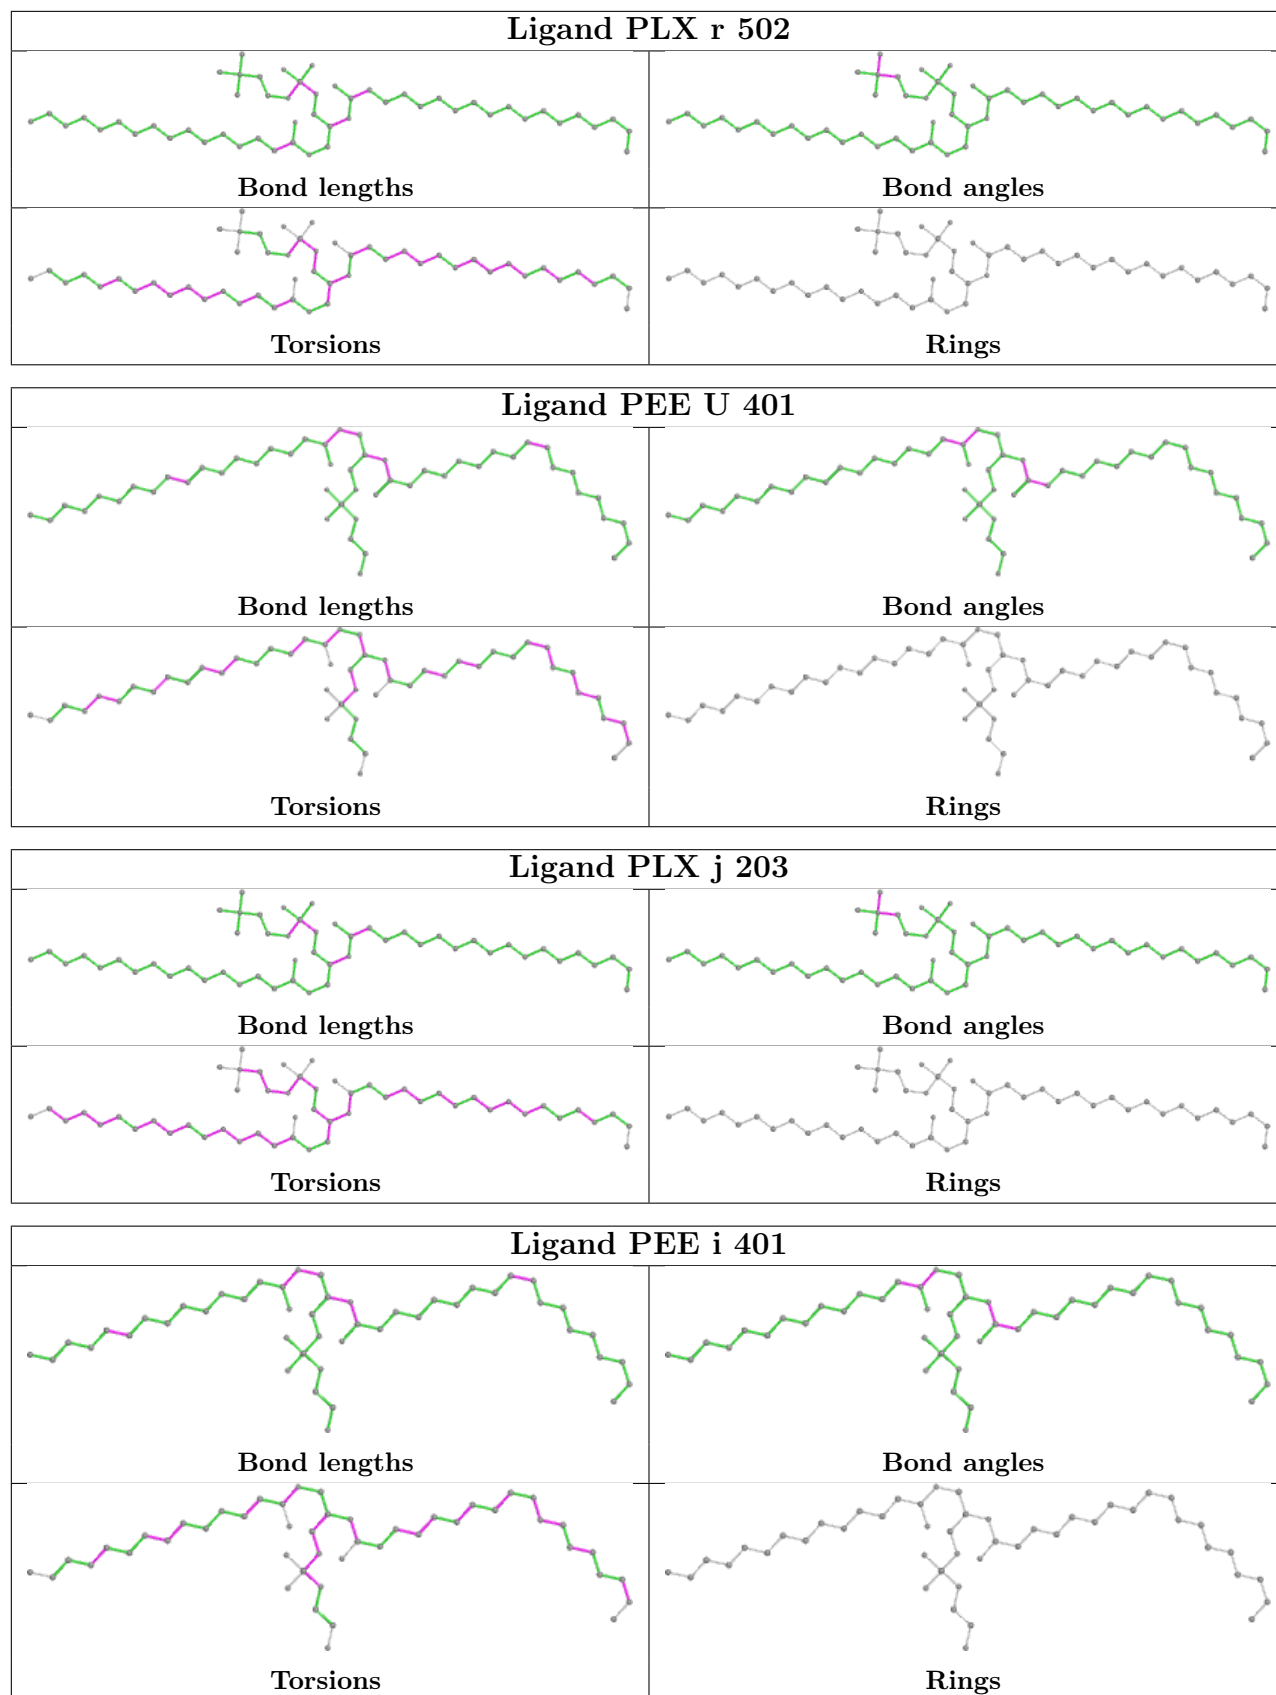 Ligand PLX r 502
Bond lengths
Bond angles
Torsions
Rings
Ligand PEE U 401
Bond lengths
Bond angles
Torsions
Rings
Ligand PLX j 203
Bond lengths
Bond angles
Torsions
Rings
Ligand PEE i 401
Bond lengths
Bond angles
Torsions
Rings